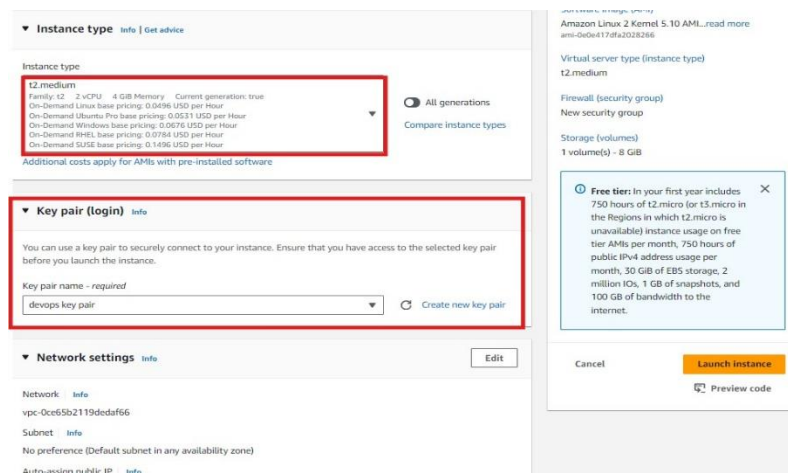 Instance type Info | Get advice
Instance type
t2.medium
Family: t2 2 vCPU 4 GiB Memory Current generation: true
On-Demand Linux base pricing: 0.0496 USD per Hour
On-Demand Ubuntu Pro base pricing: 0.0531 USD per Hour
On-Demand Windows base pricing: 0.0676 USD per Hour
On-Demand RHEL base pricing: 0.0784 USD per Hour
On-Demand SUSE base pricing: 0.1496 USD per Hour
All generations
Compare instance types
Additional costs apply for AMIs with pre-installed software
Key pair (login) Info
You can use a key pair to securely connect to your instance. Ensure that you have access to the selected key pair
before you launch the instance.
Key pair name - required
devops key pair
Create new key pair
Network settings Info
Edit
Network Info
vpc-0ce65b2119dedaf66
Subnet Info
No preference (Default subnet in any availability zone)
Auto-assign public IP Info
Software Image (AMI)
Amazon Linux 2 Kernel 5.10 AMI...read more
ami-0e0e417dfa2028266
Virtual server type (instance type)
t2.medium
Firewall (security group)
New security group
Storage (volumes)
1 volume(s) - 8 GiB
Free tier: In your first year includes
750 hours of t2.micro (or t3.micro in
the Regions in which t2.micro is
unavailable) instance usage on free
tier AMIs per month, 750 hours of
public IPv4 address usage per
month, 30 GiB of EBS storage, 2
million IOs, 1 GB of snapshots, and
100 GB of bandwidth to the
internet.
Cancel
Launch instance
Preview code